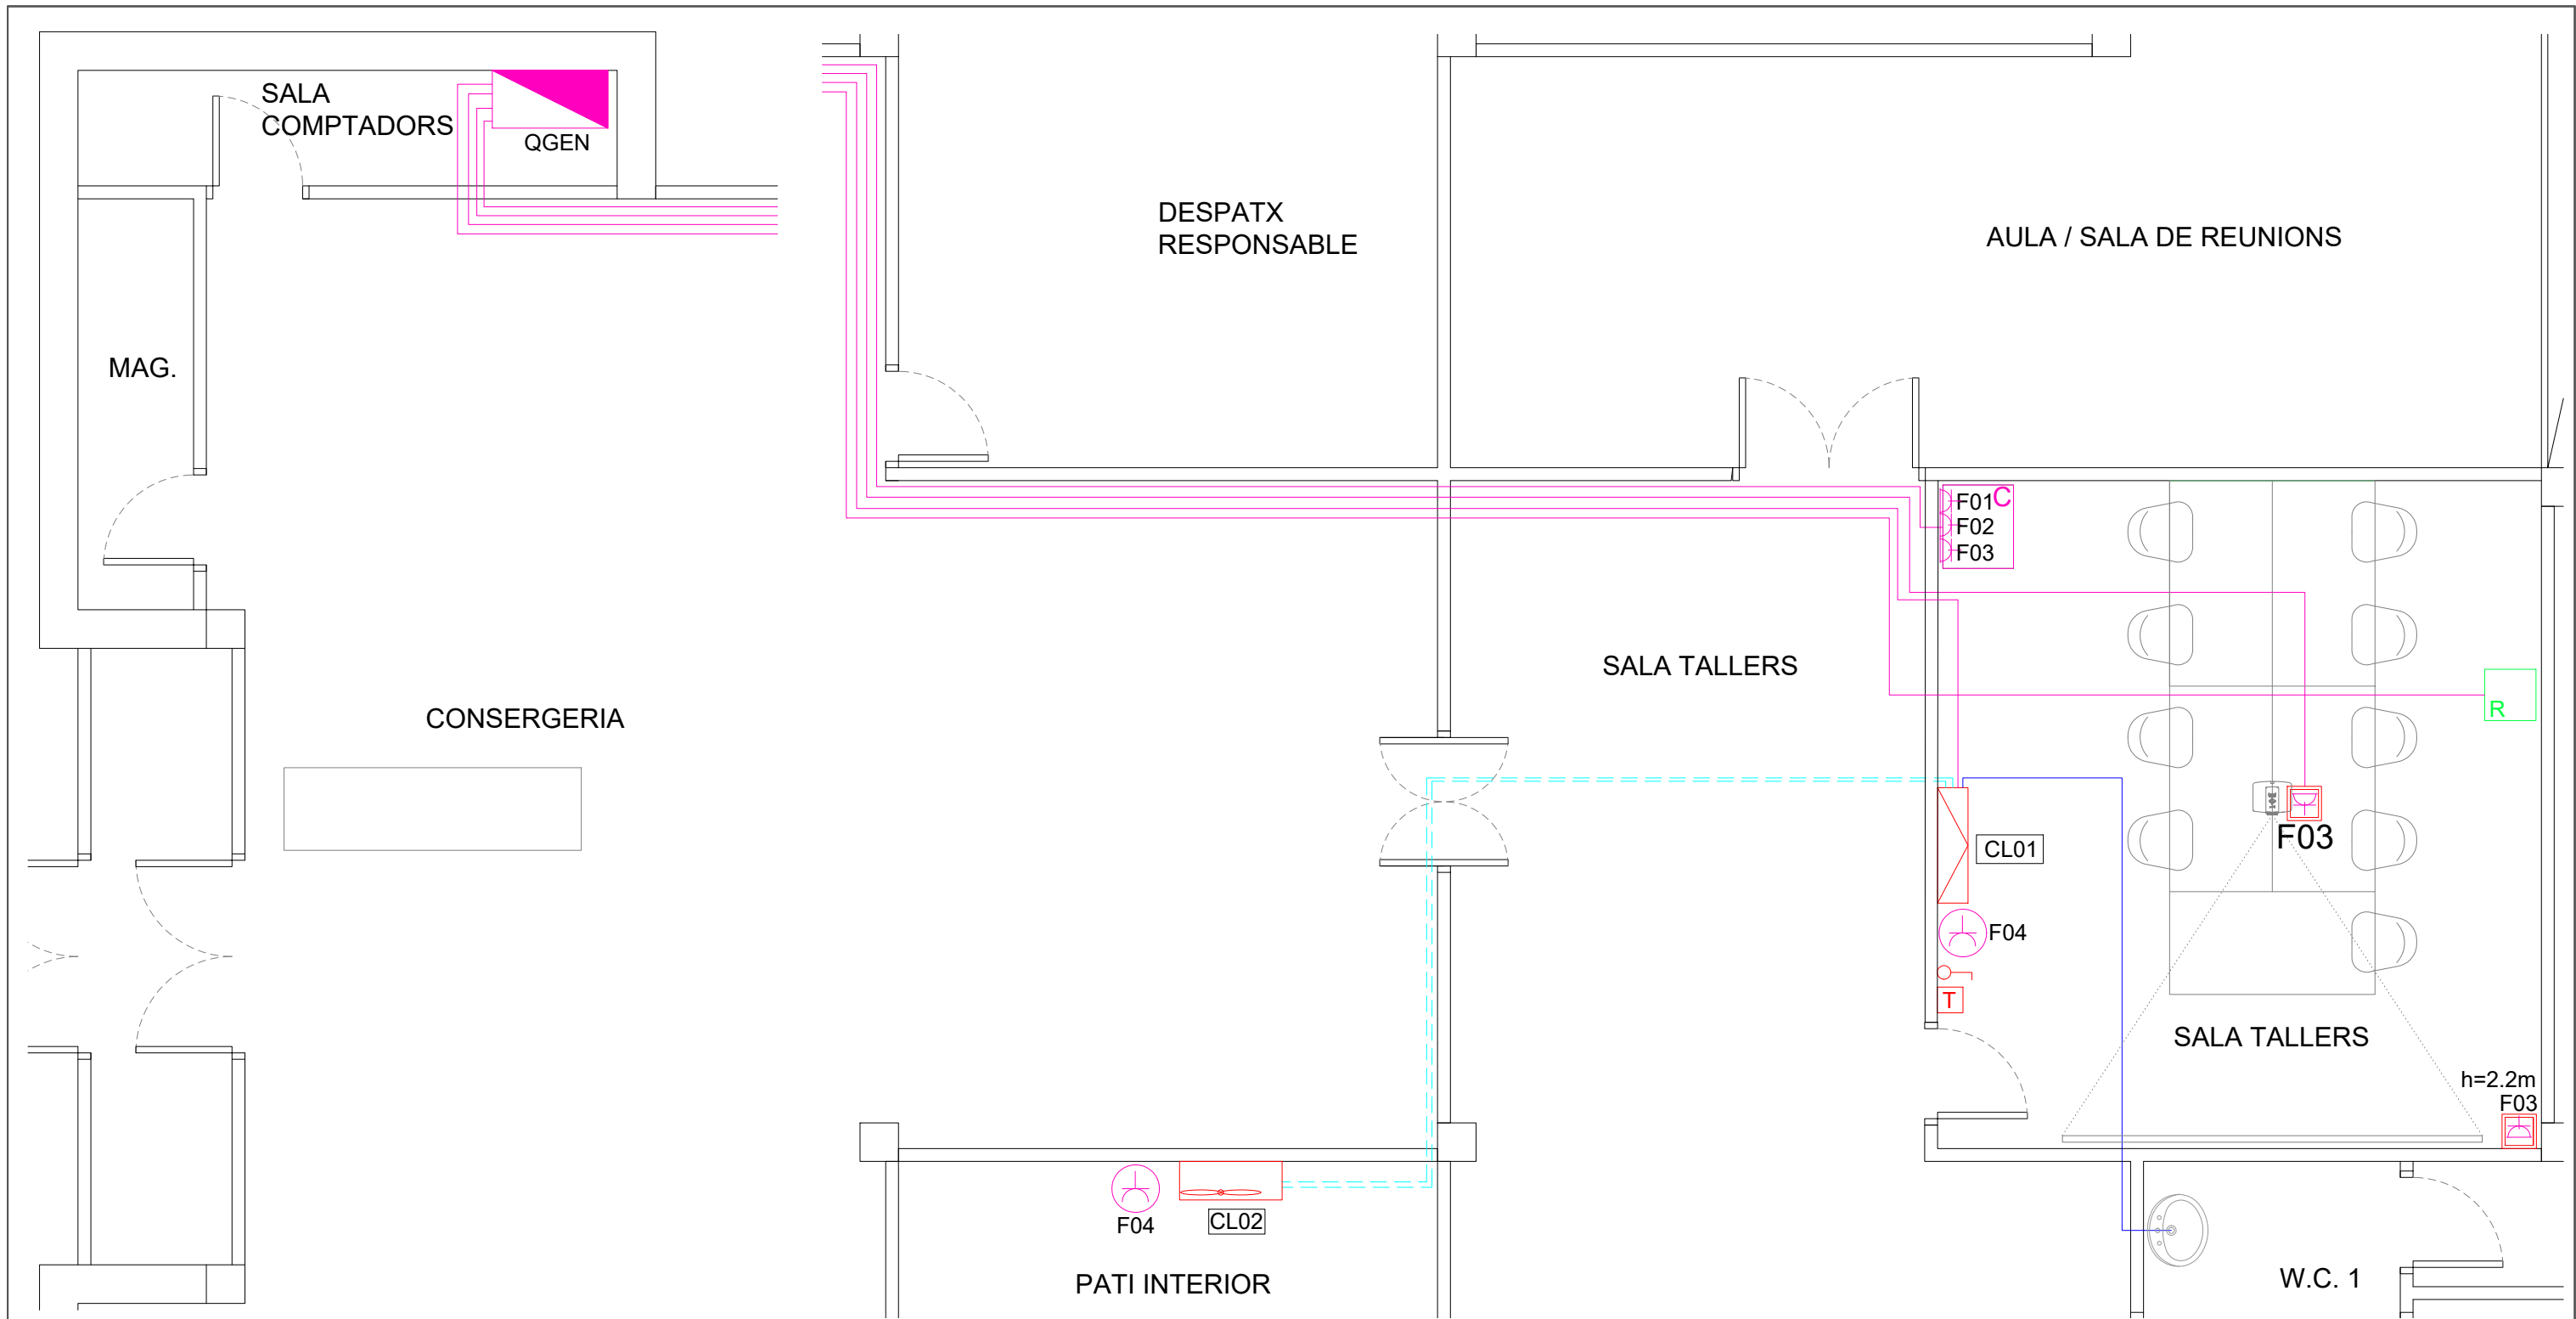 SALA
COMPTADORS
QGEN
DESPATX
RESPONSABLE
AULA / SALA DE REUNIONS
MAG.
F01 C
F02
F03
SALA TALLERS
CONSERGERIA
R
F03
CL01
F04
T
SALA TALLERS
h=2.2m
F03
F04
CL02
PATI INTERIOR
W.C. 1